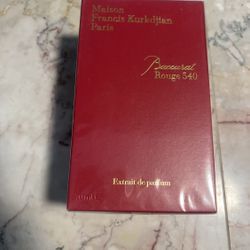 Maison
Francis Kurkdjian
Paris
Baccarat
Rouge 540
Extrait de parfum